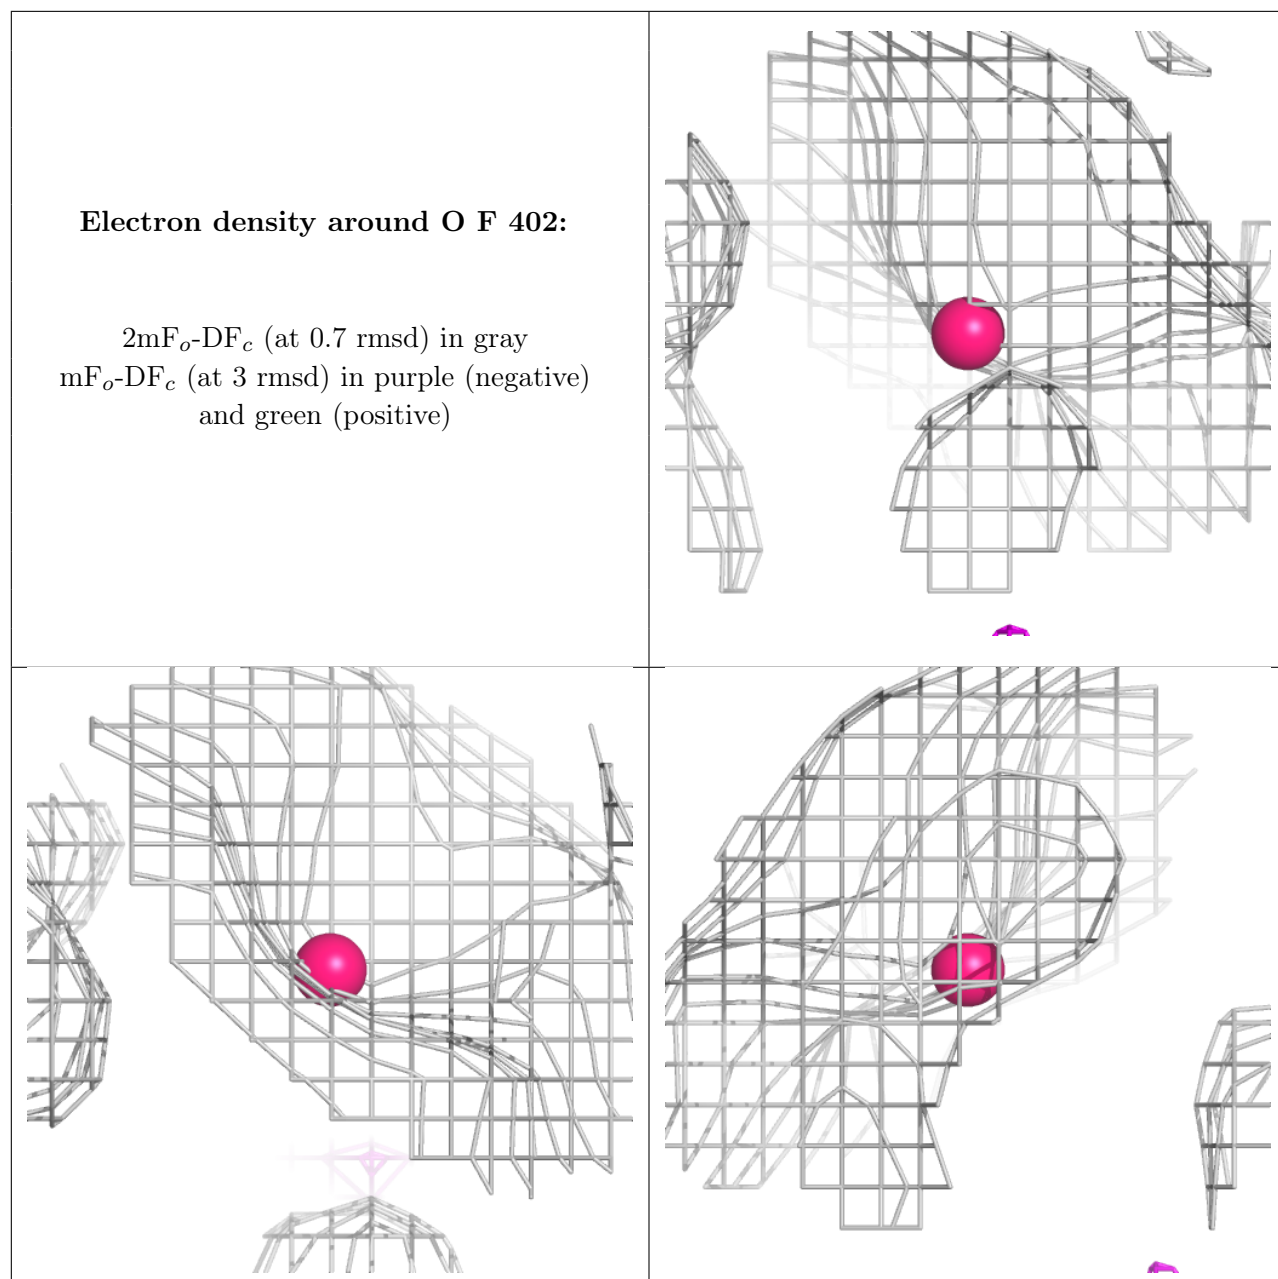 Electron density around O F 402:
2mFo-DFc (at 0.7 rmsd) in gray
mFo-DFc (at 3 rmsd) in purple (negative)
and green (positive)